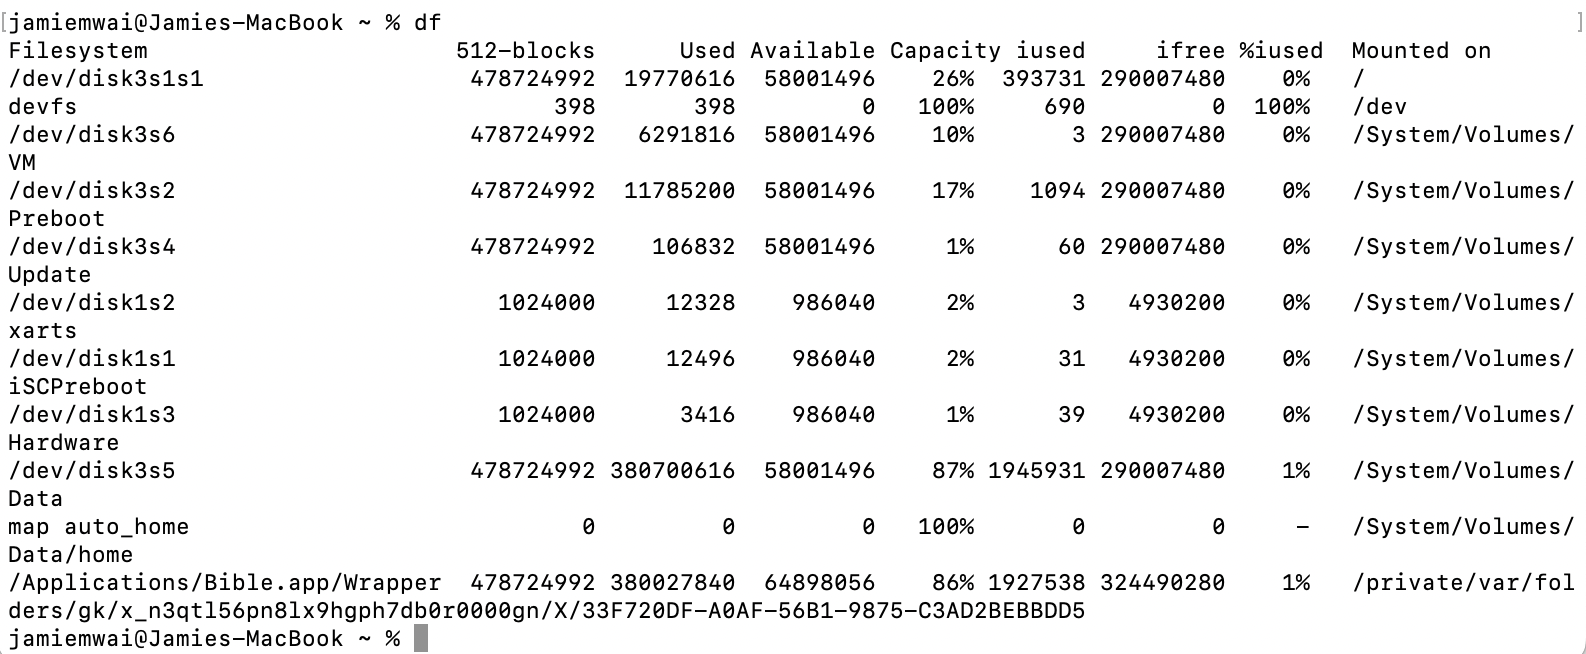 [jamiemwai@Jamies-MacBook ~ % df ]
Filesystem 512-blocks Used Available Capacity iused ifree %iused Mounted on
/dev/disk3s1s1 478724992 19770616 58001496 26% 393731 290007480 0% /
devfs 398 398 0 100% 690 0 100% /dev
/dev/disk3s6 478724992 6291816 58001496 10% 3 290007480 0% /System/Volumes/
VM
/dev/disk3s2 478724992 11785200 58001496 17% 1094 290007480 0% /System/Volumes/
Preboot
/dev/disk3s4 478724992 106832 58001496 1% 60 290007480 0% /System/Volumes/
Update
/dev/disk1s2 1024000 12328 986040 2% 3 4930200 0% /System/Volumes/
xarts
/dev/disk1s1 1024000 12496 986040 2% 31 4930200 0% /System/Volumes/
iSCPreboot
/dev/disk1s3 1024000 3416 986040 1% 39 4930200 0% /System/Volumes/
Hardware
/dev/disk3s5 478724992 380700616 58001496 87% 1945931 290007480 1% /System/Volumes/
Data
map auto_home 0 0 0 100% 0 0 - /System/Volumes/
Data/home
/Applications/Bible.app/Wrapper 478724992 380027840 64898056 86% 1927538 324490280 1% /private/var/fol
ders/gk/x_n3qtl56pn8lx9hgph7db0r0000gn/X/33F720DF-A0AF-56B1-9875-C3AD2BEBBDD5
jamiemwai@Jamies-MacBook ~ %